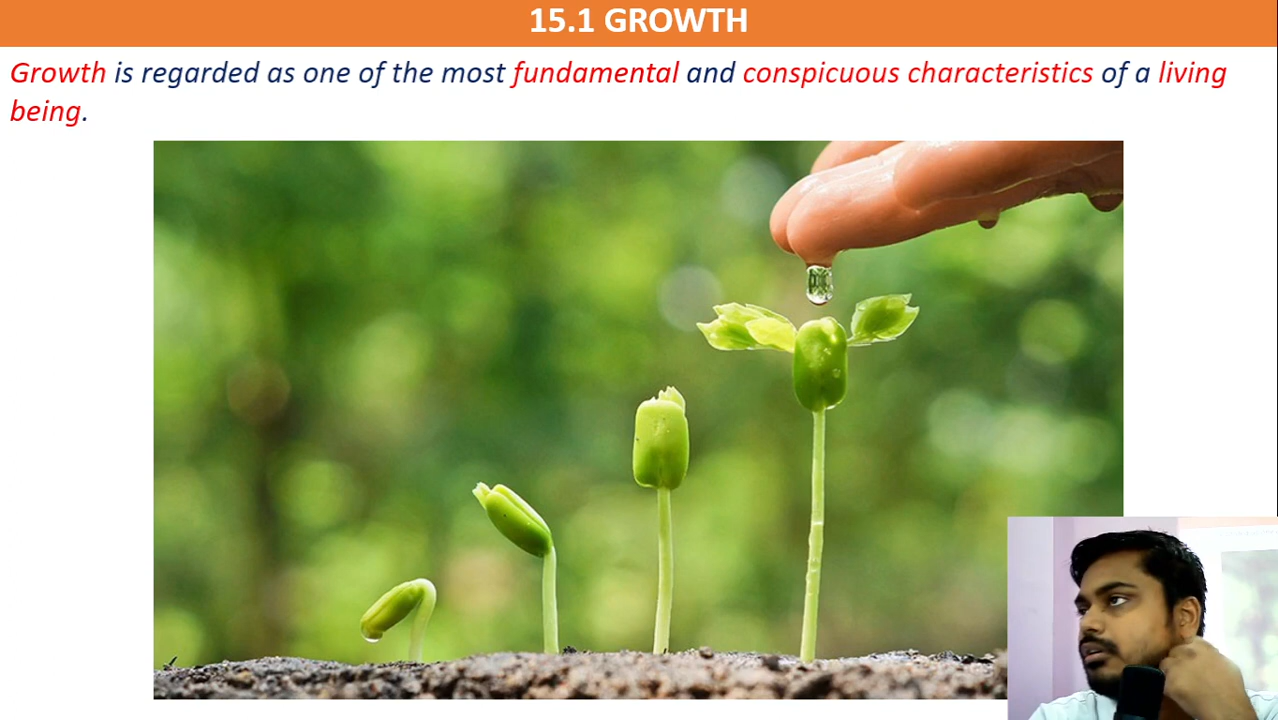 15.1 GROWTH
Growth is regarded as one of the most fundamental and conspicuous characteristics of a living
being.